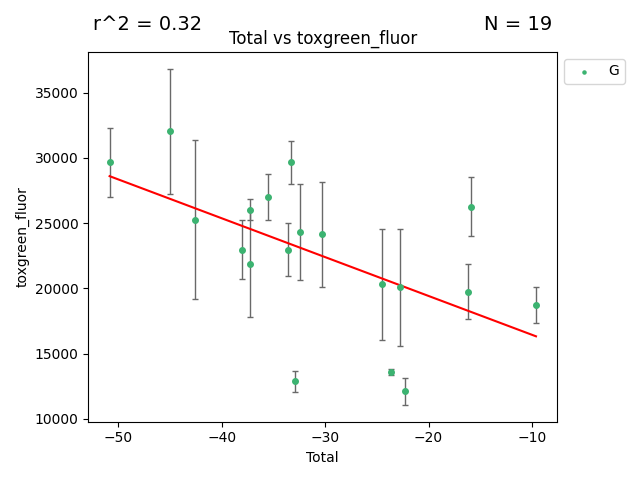 r^2 = 0.32
N = 19
Total vs toxgreen_fluor
G
35000
30000
25000
20000
15000
10000
toxgreen_fluor
−50
−40
−30
−20
−10
Total